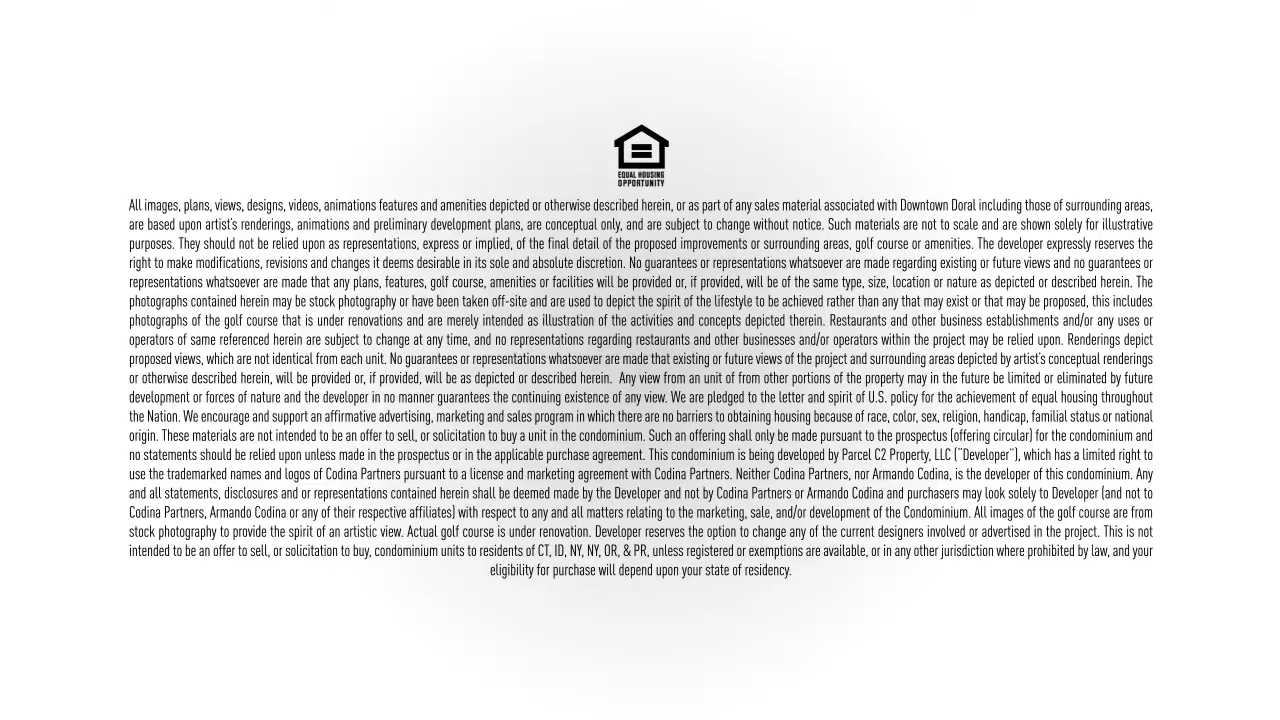 EQUAL HOUSING
OPPORTUNITY
All images, plans, views, designs, videos, animations features and amenities depicted or otherwise described herein, or as part of any sales material associated with Downtown Doral including those of surrounding areas,
are based upon artist's renderings, animations and preliminary development plans, are conceptual only, and are subject to change without notice. Such materials are not to scale and are shown solely for illustrative
purposes. They should not be relied upon as representations, express or implied, of the final detail of the proposed improvements or surrounding areas, golf course or amenities. The developer expressly reserves the
right to make modifications, revisions and changes it deems desirable in its sole and absolute discretion. No guarantees or representations whatsoever are made regarding existing or future views and no guarantees or
representations whatsoever are made that any plans, features, golf course, amenities or facilities will be provided or, if provided, will be of the same type, size, location or nature as depicted or described herein. The
photographs contained herein may be stock photography or have been taken off-site and are used to depict the spirit of the lifestyle to be achieved rather than any that may exist or that may be proposed, this includes
photographs of the golf course that is under renovations and are merely intended as illustration of the activities and concepts depicted therein. Restaurants and other business establishments and/or any uses or
operators of same referenced herein are subject to change at any time, and no representations regarding restaurants and other businesses and/or operators within the project may be relied upon. Renderings depict
proposed views, which are not identical from each unit. No guarantees or representations whatsoever are made that existing or future views of the project and surrounding areas depicted by artist's conceptual renderings
or otherwise described herein, will be provided or, if provided, will be as depicted or described herein.  Any view from an unit of from other portions of the property may in the future be limited or eliminated by future
development or forces of nature and the developer in no manner guarantees the continuing existence of any view. We are pledged to the letter and spirit of U.S. policy for the achievement of equal housing throughout
the Nation. We encourage and support an affirmative advertising, marketing and sales program in which there are no barriers to obtaining housing because of race, color, sex, religion, handicap, familial status or national
origin. These materials are not intended to be an offer to sell, or solicitation to buy a unit in the condominium. Such an offering shall only be made pursuant to the prospectus (offering circular) for the condominium and
no statements should be relied upon unless made in the prospectus or in the applicable purchase agreement. This condominium is being developed by Parcel C2 Property, LLC ("Developer"), which has a limited right to
use the trademarked names and logos of Codina Partners pursuant to a license and marketing agreement with Codina Partners. Neither Codina Partners, nor Armando Codina, is the developer of this condominium. Any
and all statements, disclosures and or representations contained herein shall be deemed made by the Developer and not by Codina Partners or Armando Codina and purchasers may look solely to Developer (and not to
Codina Partners, Armando Codina or any of their respective affiliates) with respect to any and all matters relating to the marketing, sale, and/or development of the Condominium. All images of the golf course are from
stock photography to provide the spirit of an artistic view. Actual golf course is under renovation. Developer reserves the option to change any of the current designers involved or advertised in the project. This is not
intended to be an offer to sell, or solicitation to buy, condominium units to residents of CT, ID, NY, NY, OR, & PR, unless registered or exemptions are available, or in any other jurisdiction where prohibited by law, and your
eligibility for purchase will depend upon your state of residency.